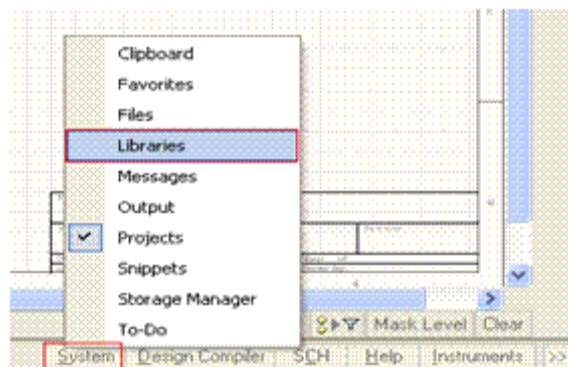 Clipboard
Favorites
Files
Libraries
Messages
Output
Projects
Snippets
Storage Manager
To-Do
Mask Level Clear
System Design Compiler SCH Help Instruments >>